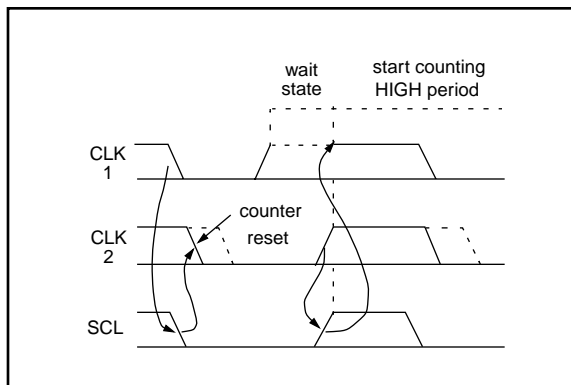 wait
state
start counting
HIGH period
CLK
1
counter
reset
CLK
2
SCL